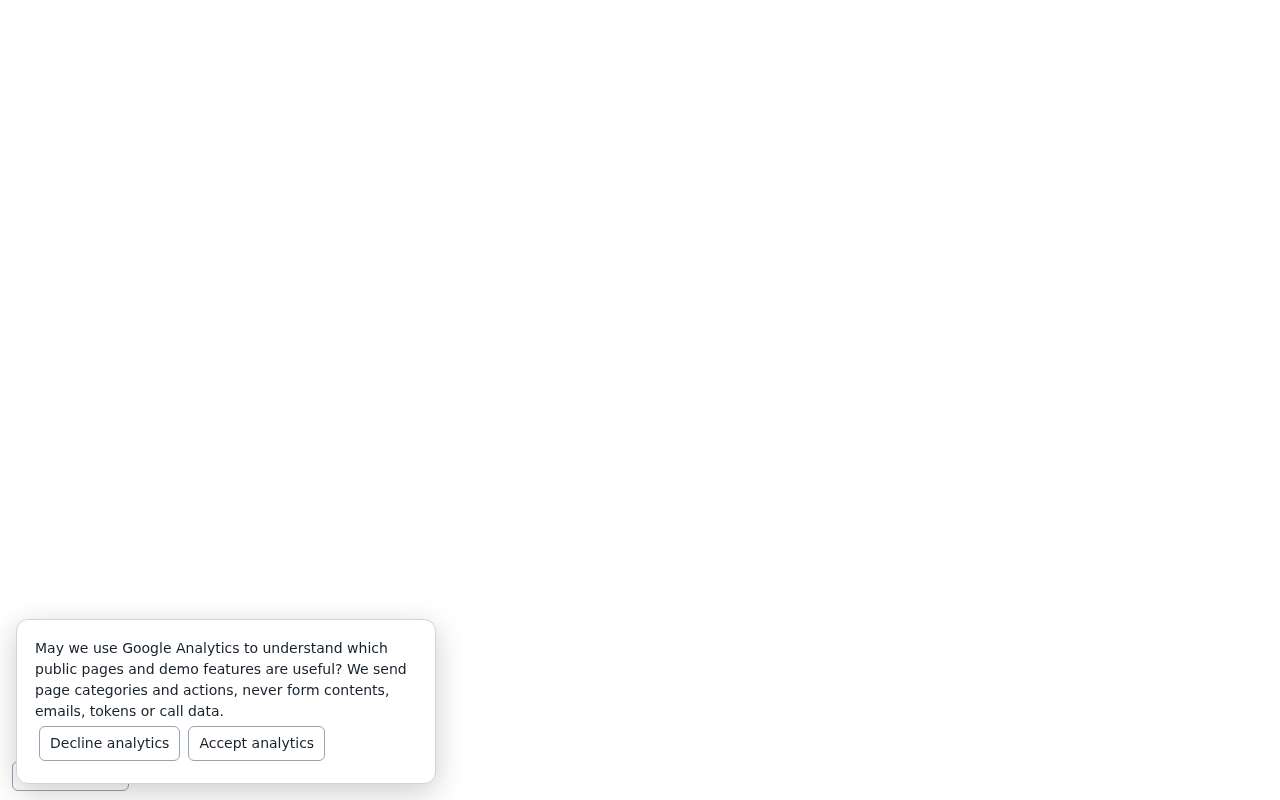 May we use Google Analytics to understand which
public pages and demo features are useful? We send
page categories and actions, never form contents,
emails, tokens or call data.
Decline analytics Accept analytics